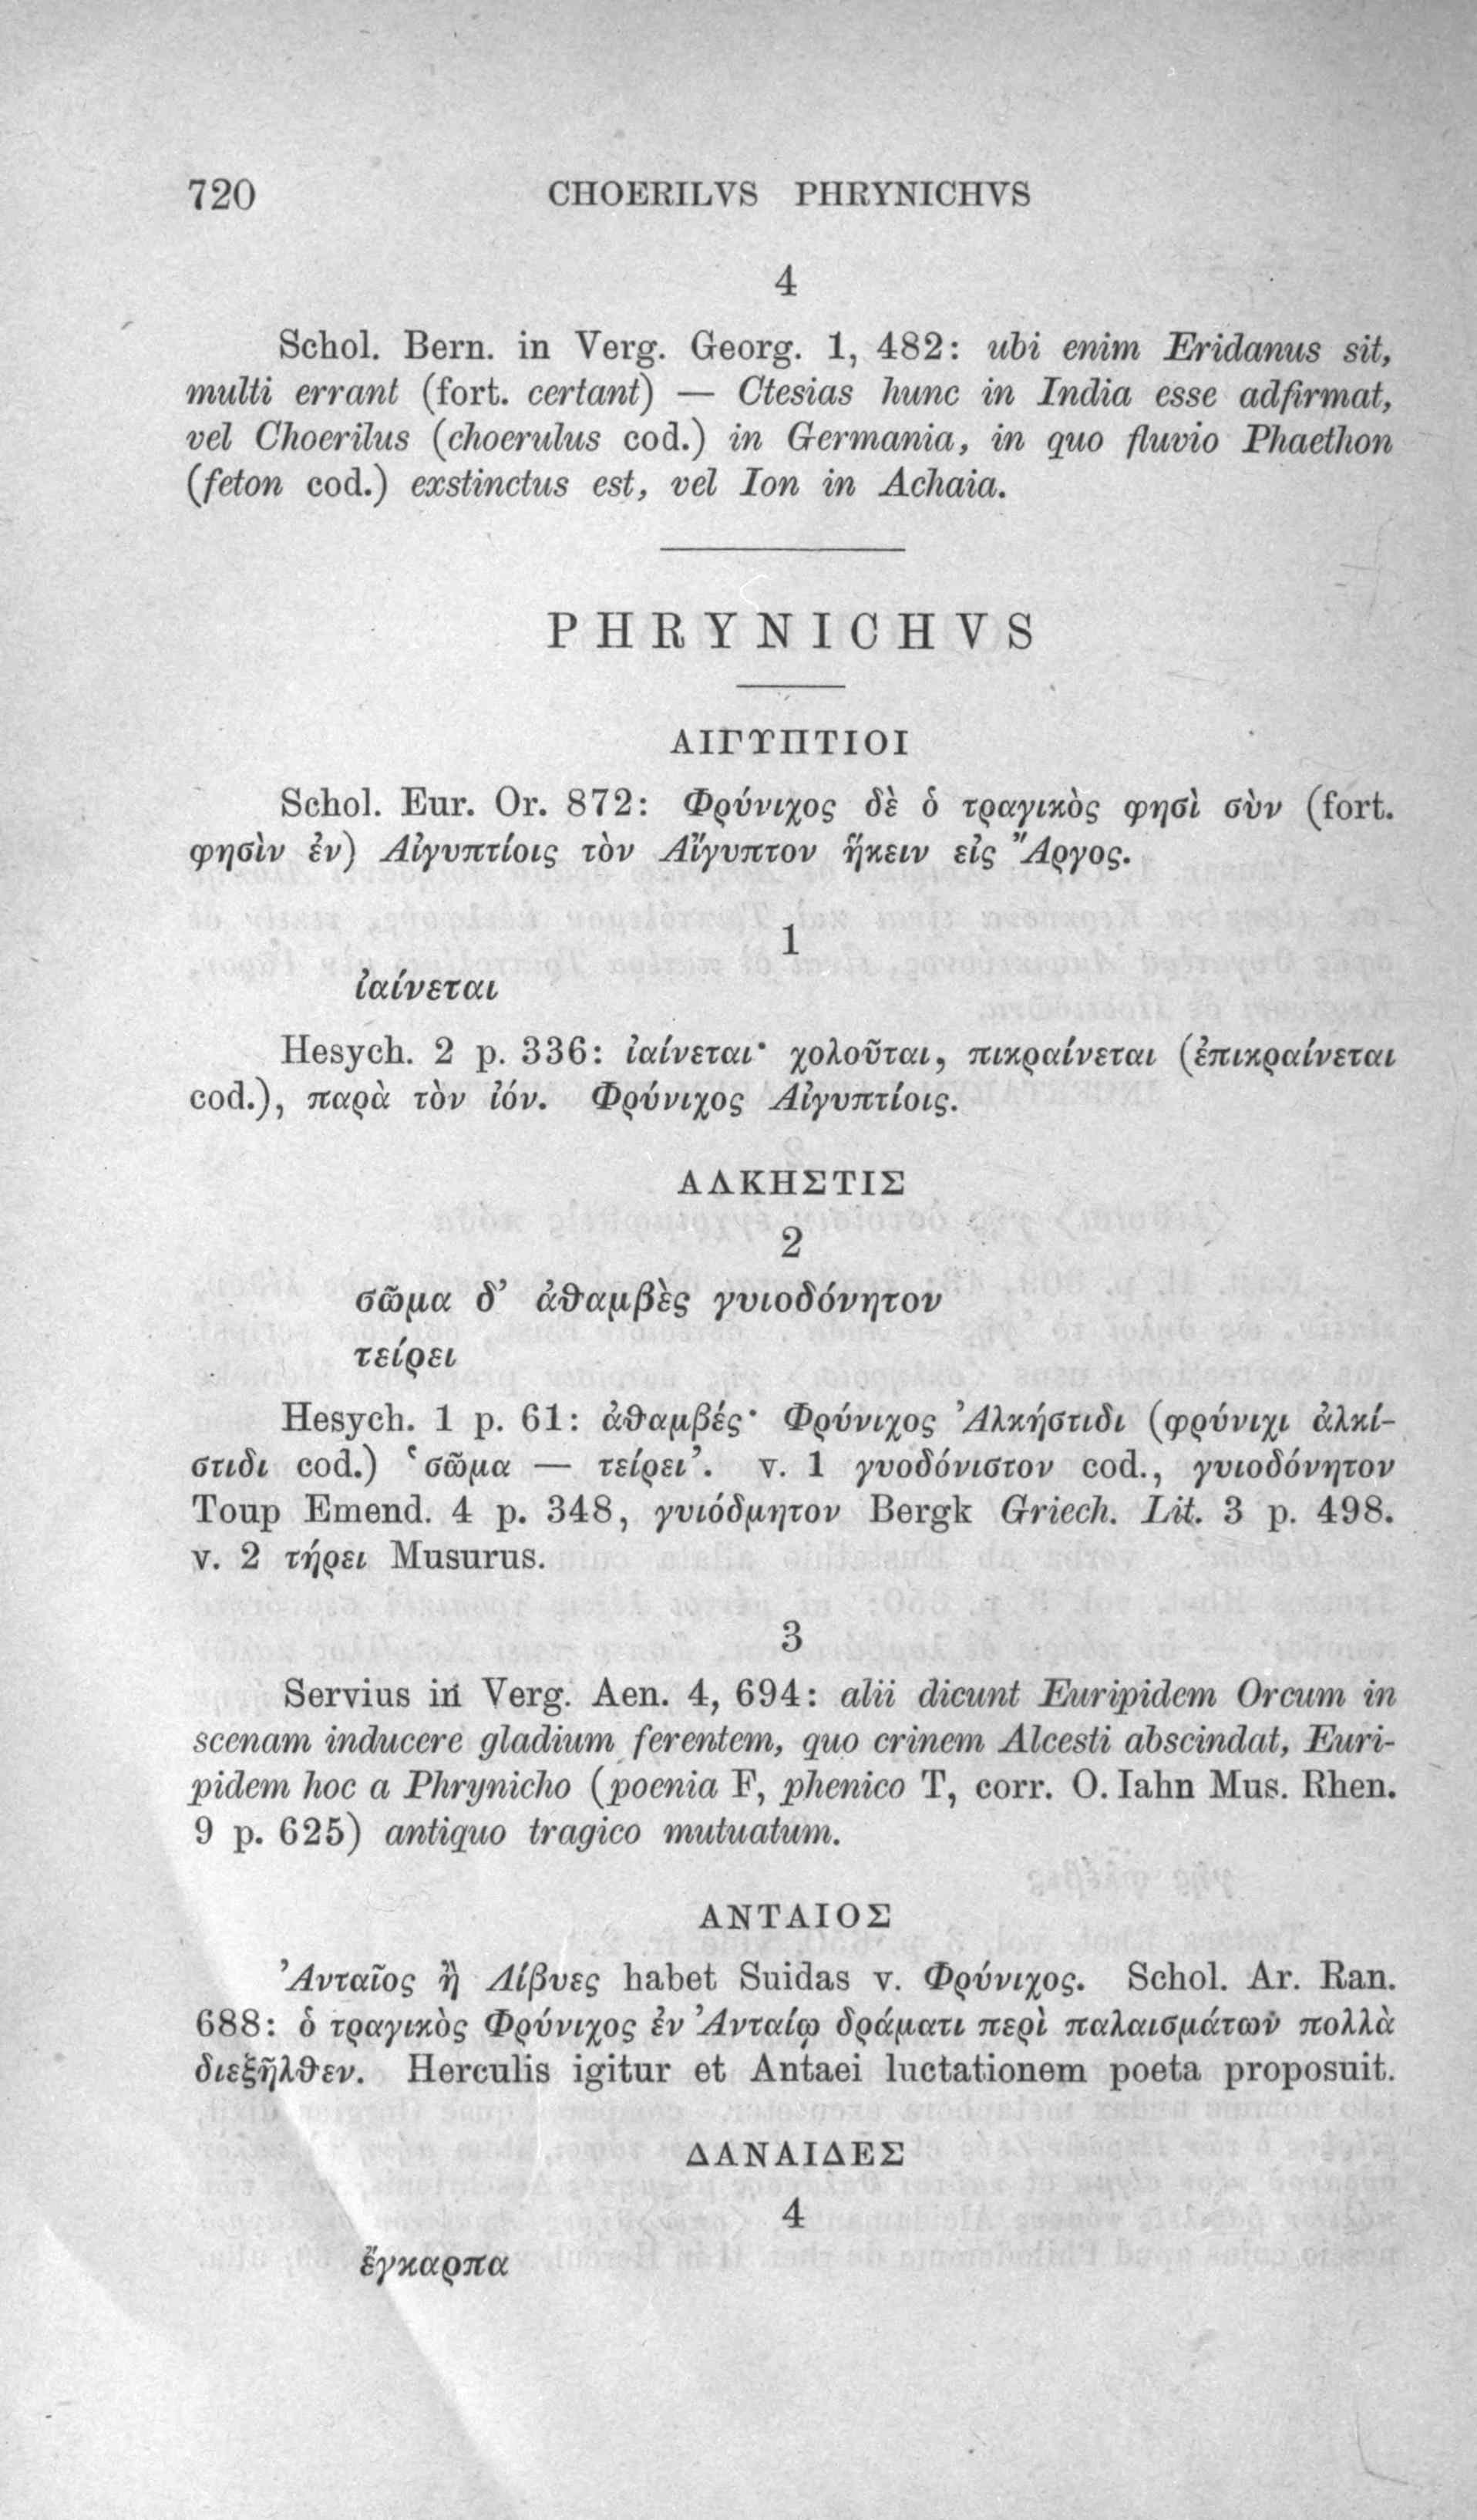 720 CHOERILVS PHRYNICHVS
4
Schol. Bern. in Verg. Georg. 1, 482: ubi enim Eridanus sit,
multi errant (fort. certant) — Ctesias hunc in India esse adfirmat,
vel Choerilus (choerulus cod.) in Germania, in quo fluvio Phaethon
(feton cod.) exstinctus est, vel Ion in Achaia.
PHRYNICHVS
ΑΙΓΥΠΤΙΟΙ
Schol. Eur. Or. 872: Φρύνιχος δὲ ὁ τραγικὸς φησὶ σὺν (fort.
φησὶν ἐν) Αἰγυπτίοις τὸν Αἴγυπτον ἥκειν εἰς Ἄργος.
1
ἰαίνεται
Hesych. 2 p. 336: ἰαίνεται· χολοῦται, πικραίνεται (ἐπικραίνεται
cod.), παρὰ τὸν ἰόν. Φρύνιχος Αἰγυπτίοις.
ΑΛΚΗΣΤΙΣ
2
σῶμα δ’ ἀθαμβὲς γυιοδόνητον
τείρει
Hesych. 1 p. 61: ἀθαμβές· Φρύνιχος Ἀλκήστιδι (φρύνιχι ἀλκί-
στιδι cod.) ‘σῶμα — τείρει’. v. 1 γυοδόνιστον cod., γυιοδόνητον
Toup Emend. 4 p. 348, γυιόδμητον Bergk Griech. Lit. 3 p. 498.
v. 2 τήρει Musurus.
3
Servius in Verg. Aen. 4, 694: alii dicunt Euripidem Orcum in
scenam inducere gladium ferentem, quo crinem Alcesti abscindat, Euri-
pidem hoc a Phrynicho (poenia F, phenico T, corr. O. Iahn Mus. Rhen.
9 p. 625) antiquo tragico mutuatum.
ΑΝΤΑΙΟΣ
Ἀνταῖος ἢ Λίβυες habet Suidas v. Φρύνιχος. Schol. Ar. Ran.
688: ὁ τραγικὸς Φρύνιχος ἐν Ἀνταίῳ δράματι περὶ παλαισμάτων πολλὰ
διεξῆλθεν. Herculis igitur et Antaei luctationem poeta proposuit.
ΔΑΝΑΙΔΕΣ
4
ἔγκαρπα